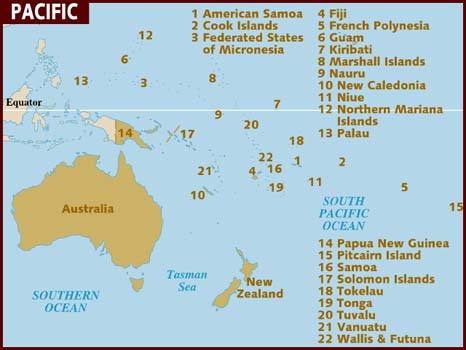 PACIFIC
1 American Samoa
2 Cook Islands
3 Federated States
of Micronesia
4 Fiji
5 French Polynesia
6 Guam
7 Kiribati
8 Marshall Islands
9 Nauru
10 New Caledonia
11 Niue
12 Northern Mariana
Islands
13 Palau
12
6
13
3
8
Equator
7
9
14
17
20
18
21
22
4
16
1
2
10
19
11
5
15
Australia
SOUTH
PACIFIC
OCEAN
Tasman
Sea
New
Zealand
SOUTHERN
OCEAN
14 Papua New Guinea
15 Pitcairn Island
16 Samoa
17 Solomon Islands
18 Tokelau
19 Tonga
20 Tuvalu
21 Vanuatu
22 Wallis & Futuna